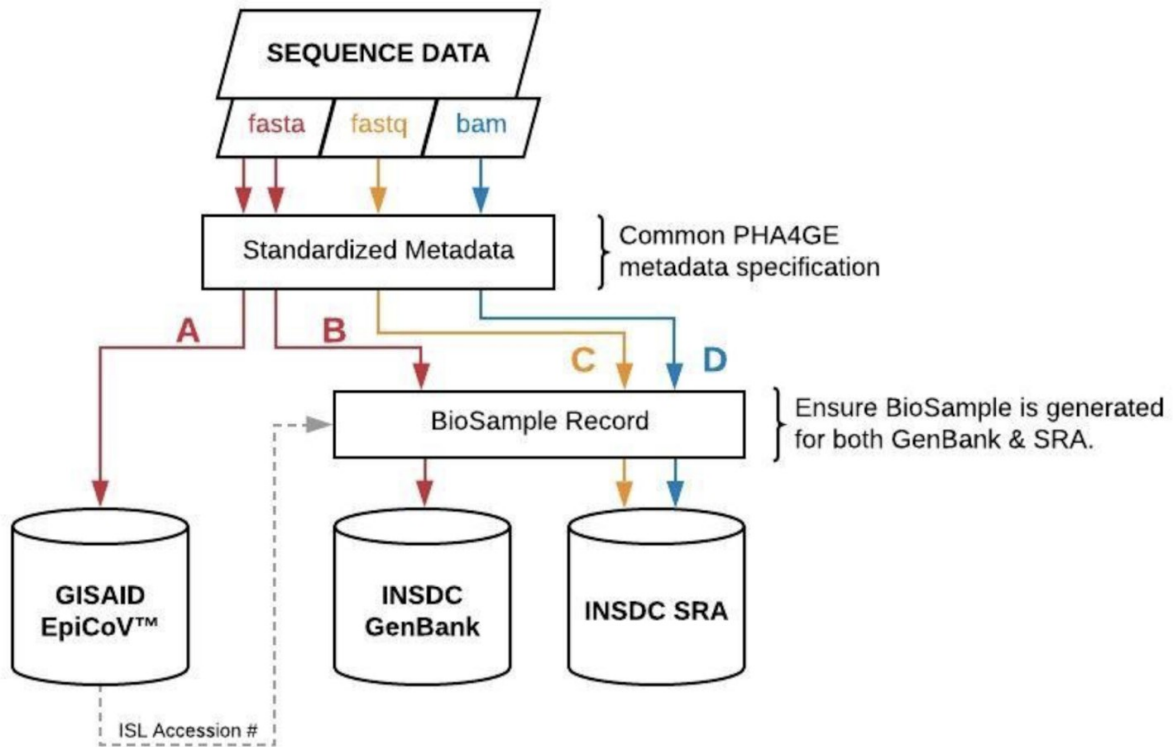 SEQUENCE DATA
fasta
fastq
bam
Standardized Metadata
Common PHA4GE
metadata specification
A
B
C
D
BioSample Record
Ensure BioSample is generated
for both GenBank & SRA.
GISAID
EpiCoV™
INSDC
GenBank
INSDC SRA
ISL Accession #